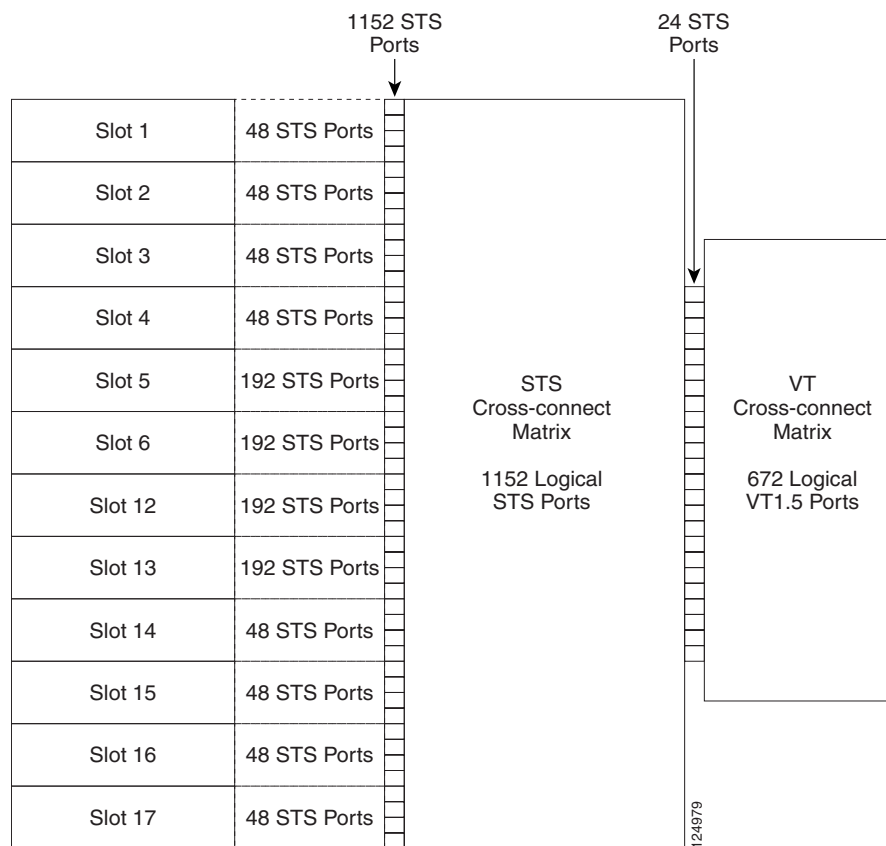 1152 STS
Ports
24 STS
Ports
Slot 1
48 STS Ports
Slot 2
48 STS Ports
Slot 3
48 STS Ports
Slot 4
48 STS Ports
Slot 5
192 STS Ports
Slot 6
192 STS Ports
Slot 12
192 STS Ports
Slot 13
192 STS Ports
Slot 14
48 STS Ports
Slot 15
48 STS Ports
Slot 16
48 STS Ports
Slot 17
48 STS Ports
STS
Cross-connect
Matrix
1152 Logical
STS Ports
VT
Cross-connect
Matrix
672 Logical
VT1.5 Ports
124979